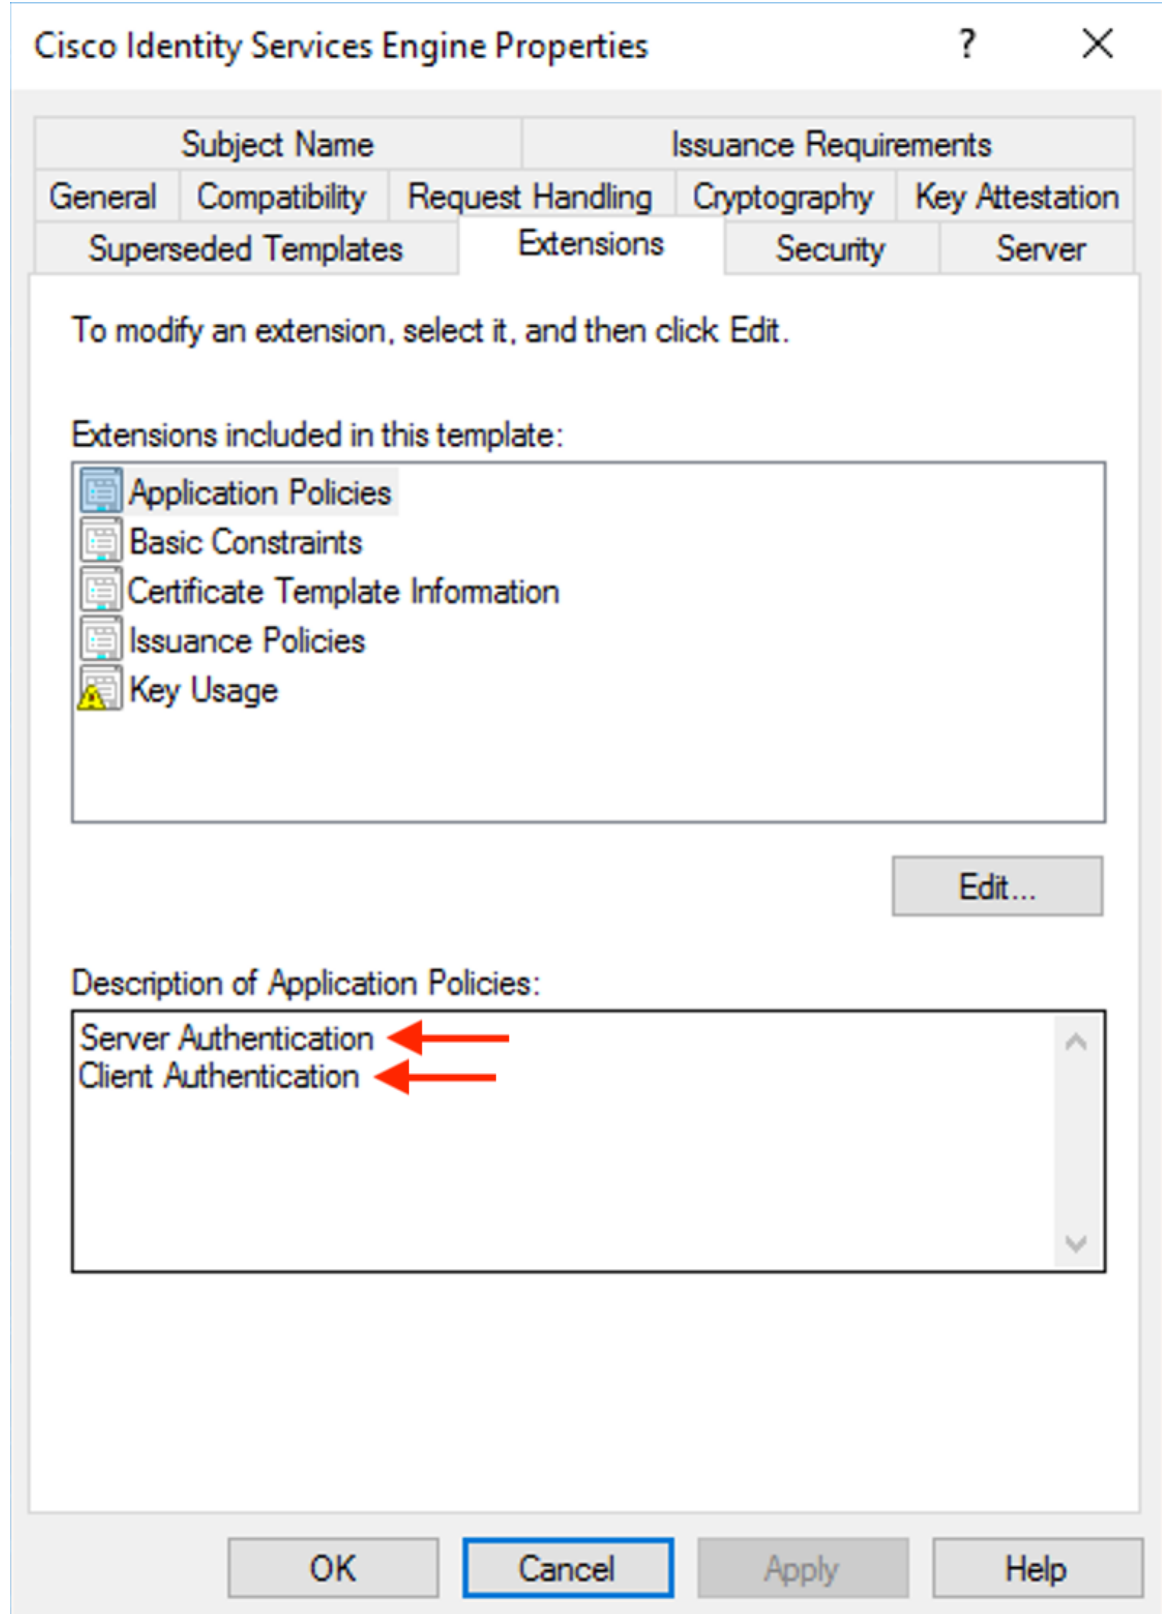 Cisco Identity Services Engine Properties ?
Subject Name Issuance Requirements
General Compatibility Request Handling Cryptography Key Attestation
Superseded Templates Extensions Security Server
To modify an extension, select it, and then click Edit.
Extensions included in this template:
Application Policies
Basic Constraints
Certificate Template Information
Issuance Policies
Key Usage
Edit...
Description of Application Policies:
Server Authentication
Client Authentication
OK Cancel Apply Help